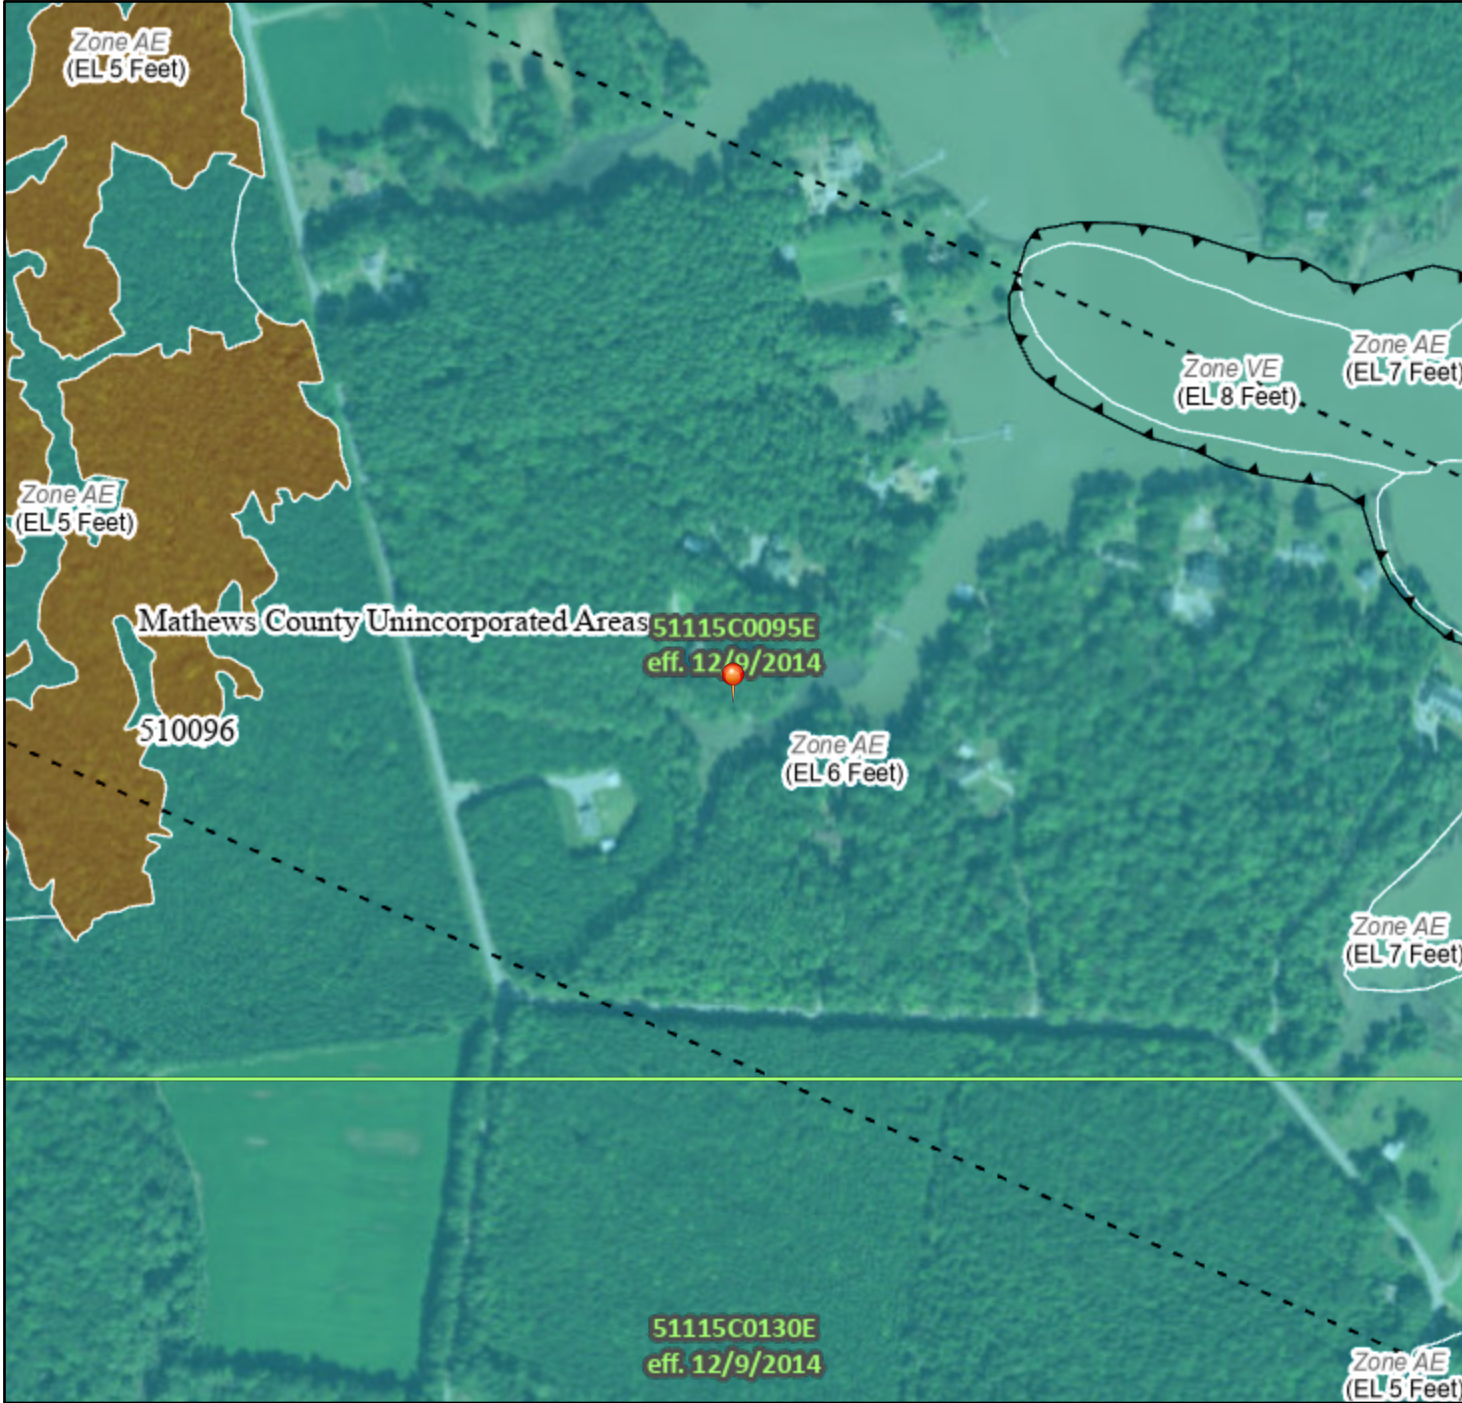 Zone AE
(EL 5 Feet)
Zone AE
(EL 7 Feet)
Zone VE
(EL 8 Feet)
Zone AE
(EL 5 Feet)
Mathews County Unincorporated Areas
51115C0095E
eff. 12/9/2014
510096
Zone AE
(EL 6 Feet)
Zone AE
(EL 7 Feet)
51115C0130E
eff. 12/9/2014
Zone AE
(EL 5 Feet)